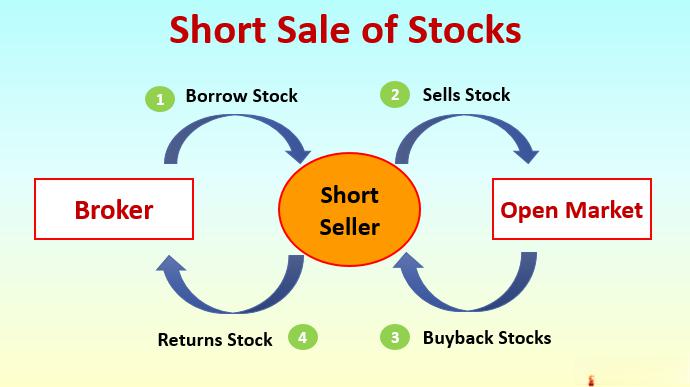 Short Sale of Stocks
1 Borrow Stock
2 Sells Stock
Broker
Short
Seller
Open Market
Returns Stock 4
3 Buyback Stocks